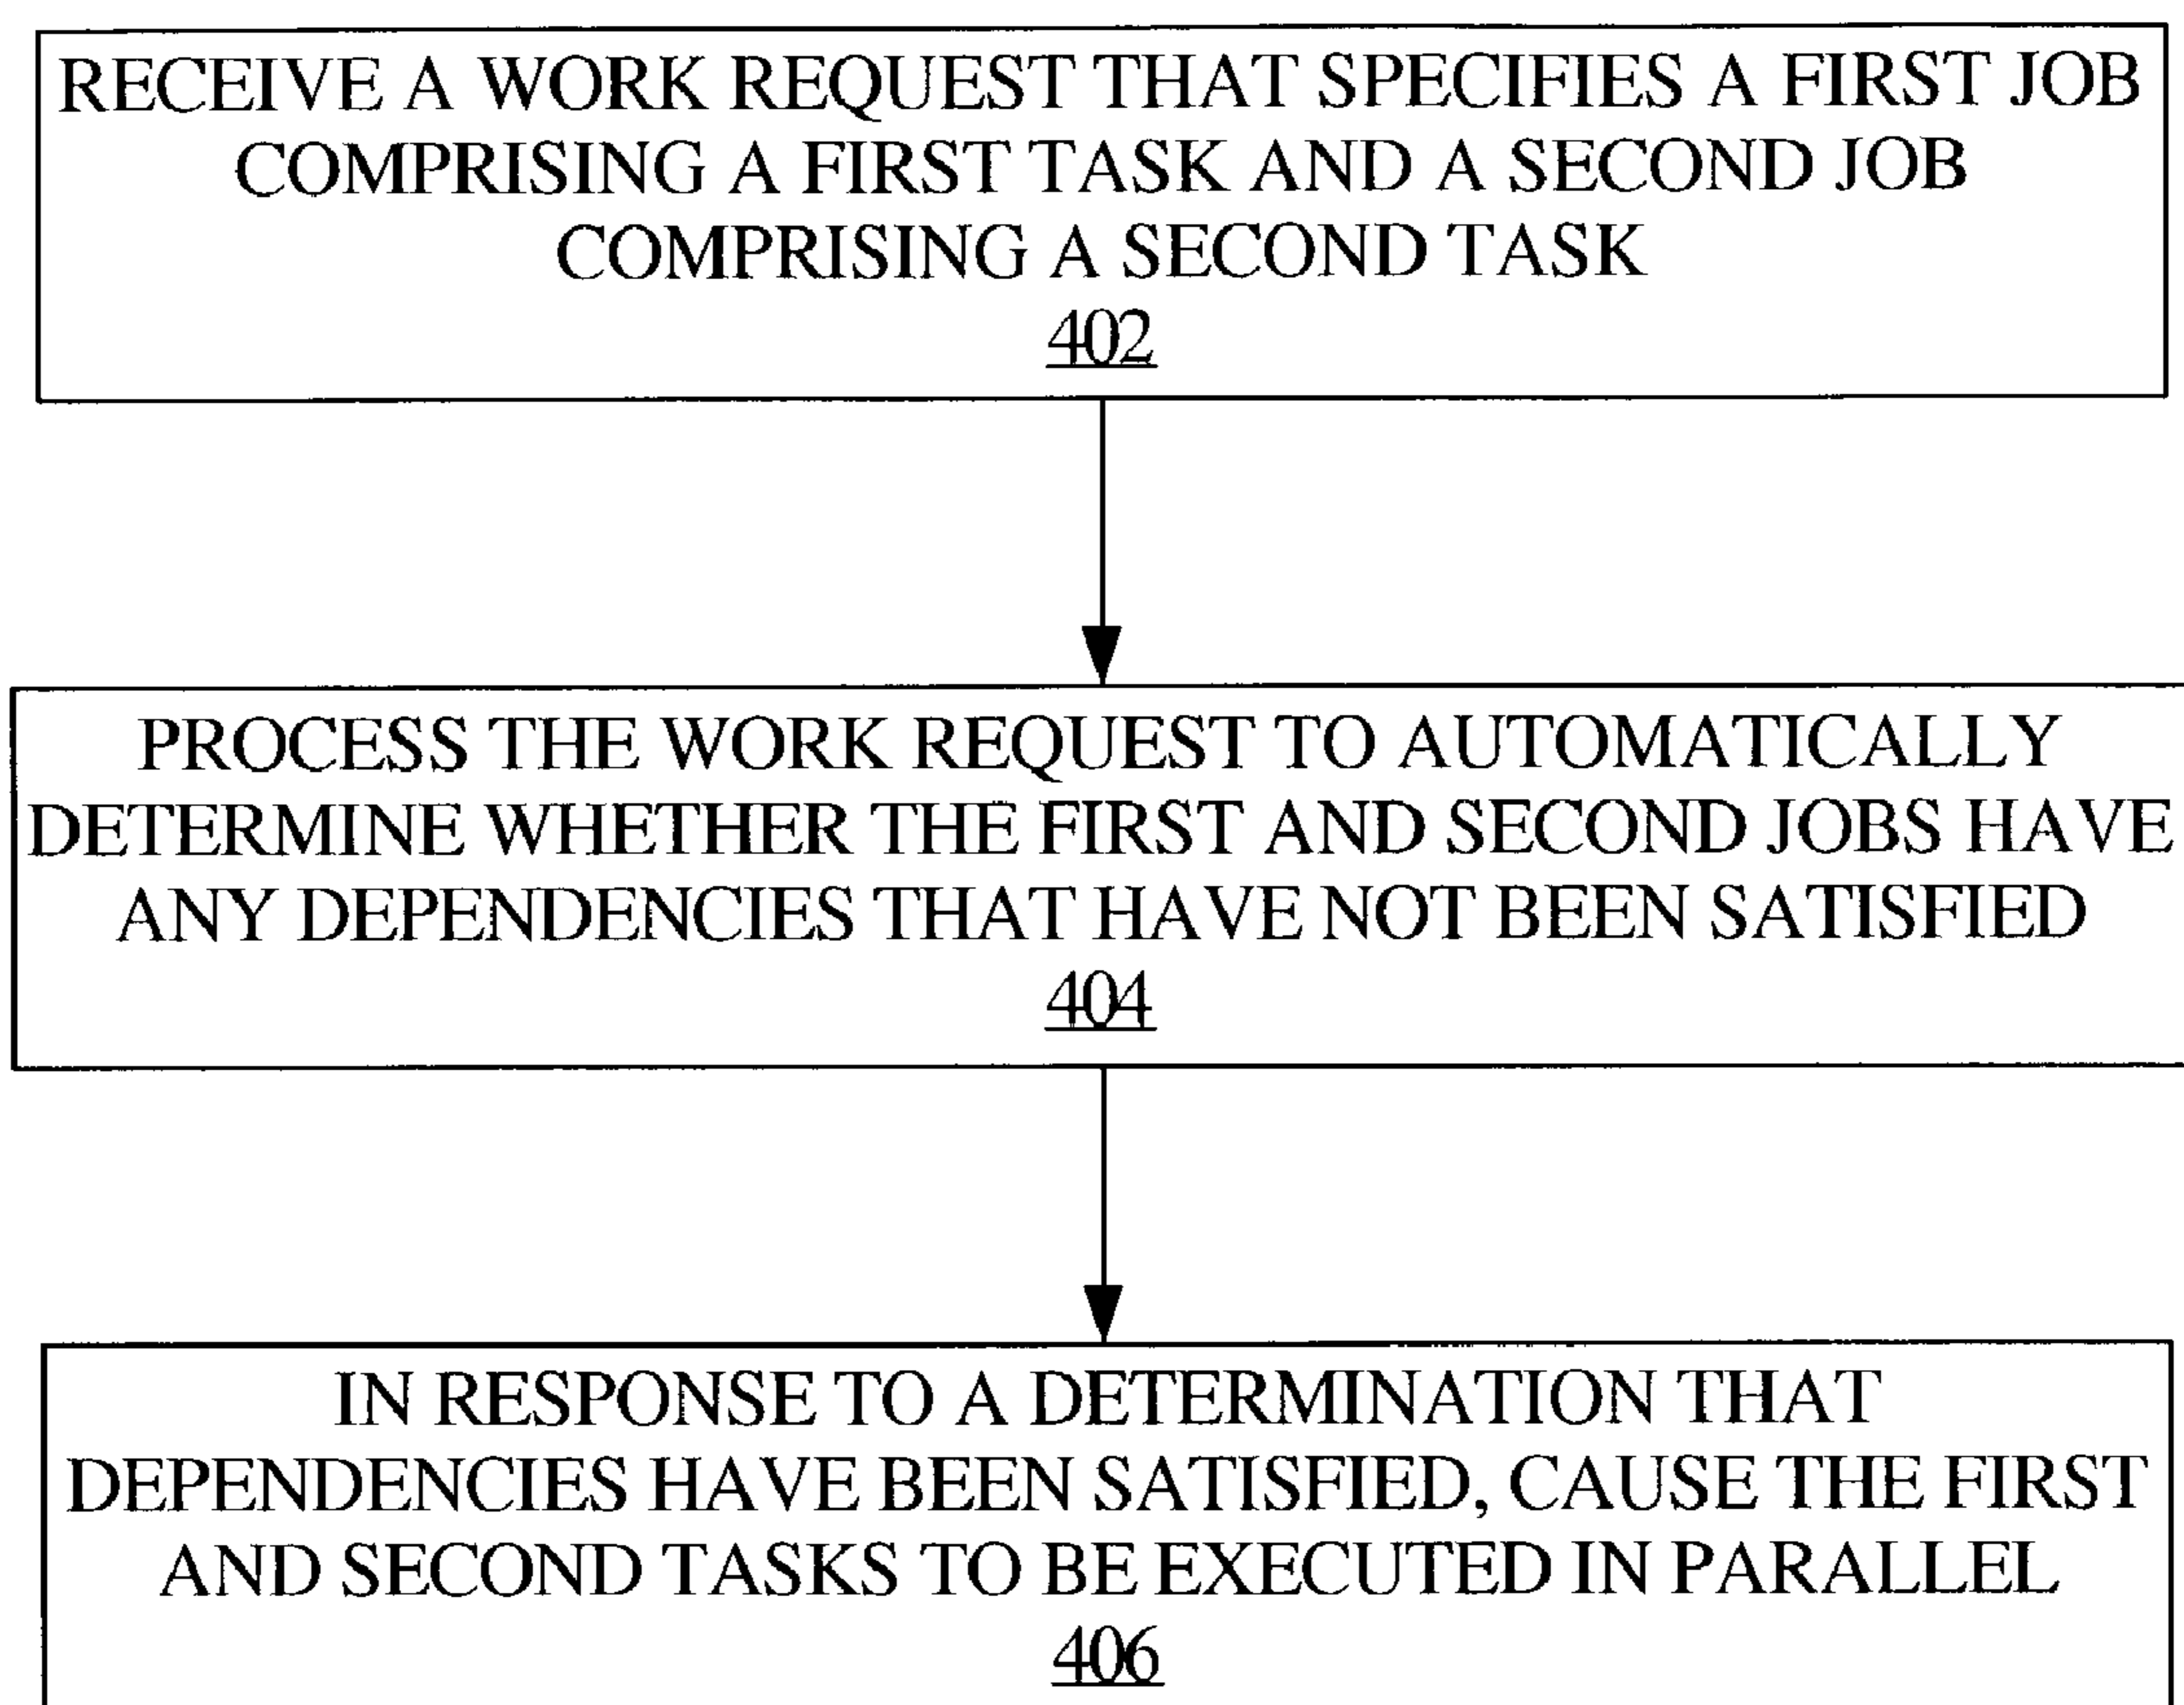 RECEIVE A WORK REQUEST THAT SPECIFIES A FIRST JOB
COMPRISING A FIRST TASK AND A SECOND JOB
COMPRISING A SECOND TASK
402
PROCESS THE WORK REQUEST TO AUTOMATICALLY
DETERMINE WHETHER THE FIRST AND SECOND JOBS HAVE
ANY DEPENDENCIES THAT HAVE NOT BEEN SATISFIED
404
IN RESPONSE TO A DETERMINATION THAT
DEPENDENCIES HAVE BEEN SATISFIED, CAUSE THE FIRST
AND SECOND TASKS TO BE EXECUTED IN PARALLEL
406